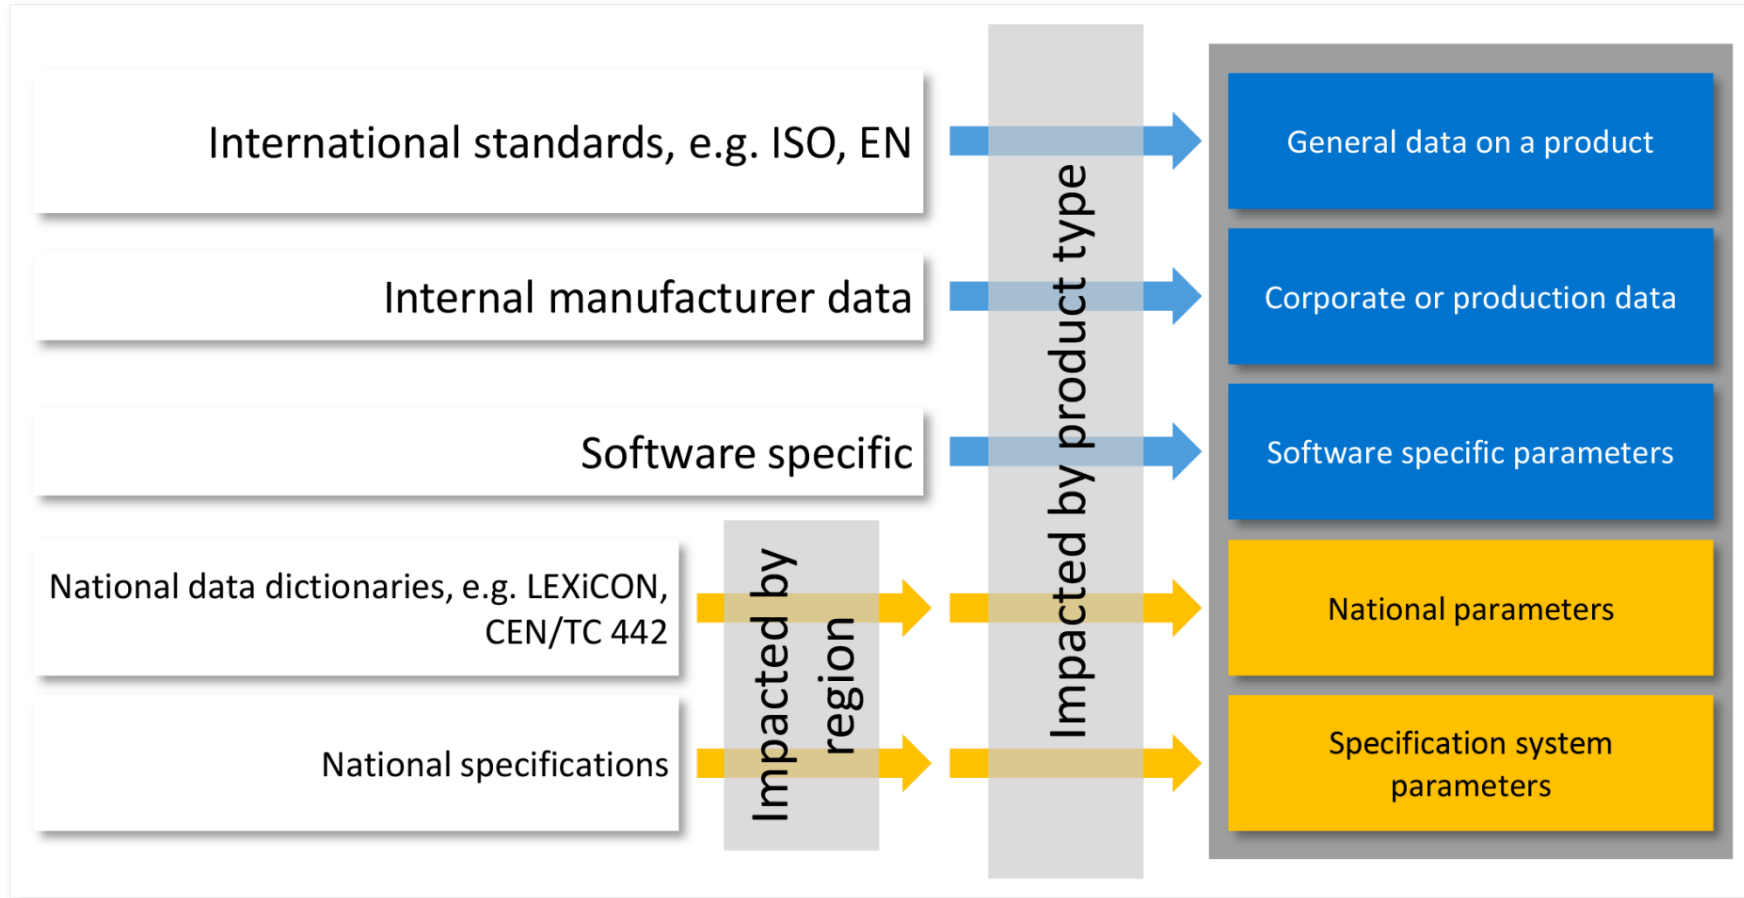 International standards, e.g. ISO, EN
General data on a product
Internal manufacturer data
Corporate or production data
Software specific
Software specific parameters
National data dictionaries, e.g. LEXiCON,
CEN/TC 442
National parameters
National specifications
Specification system
parameters
Impacted by
region
Impacted by product type